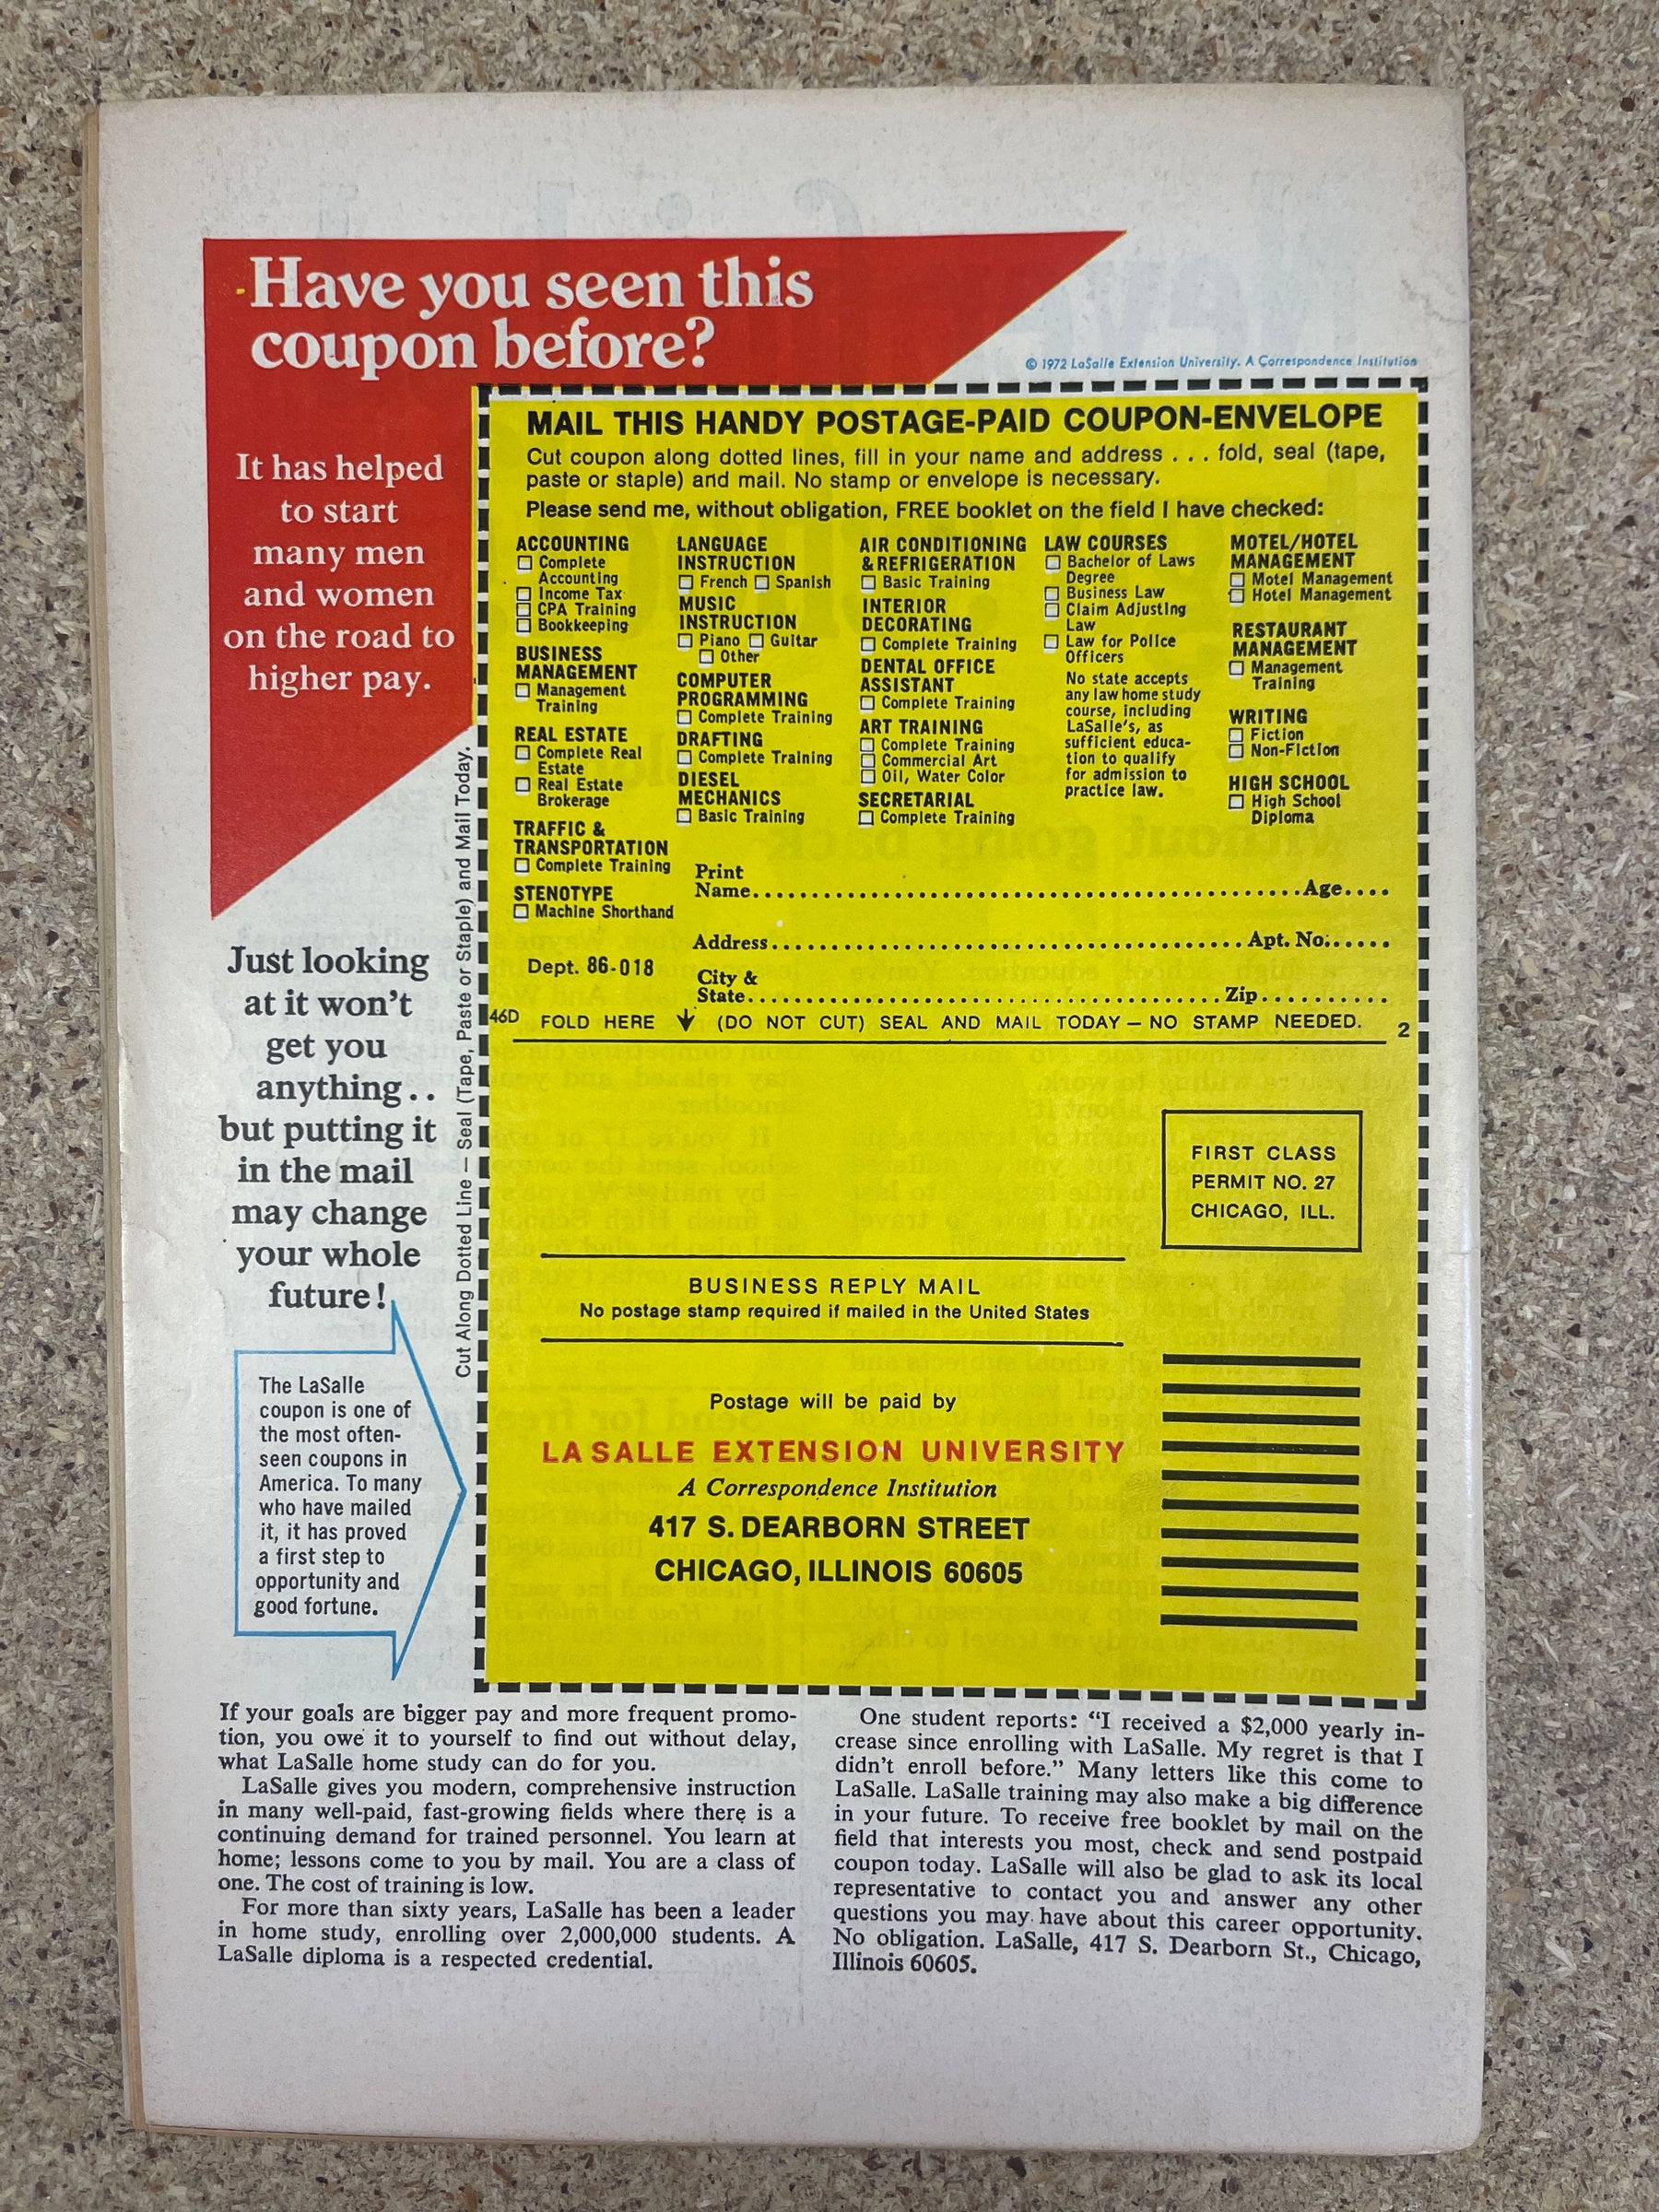 Have you seen this
coupon before?
© 1972 LaSalle Extension University. A Correspondence Institution
It has helped
to start
many men
and women
on the road to
higher pay.
Just looking
at it won't
get you
anything..
but putting it
in the mail
may change
your whole
future!
The LaSalle
coupon is one of
the most often-
seen coupons in
America. To many
who have mailed
it, it has proved
a first step to
opportunity and
good fortune.
Cut Along Dotted Line — Seal (Tape, Paste or Staple) and Mail Today.
MAIL THIS HANDY POSTAGE-PAID COUPON-ENVELOPE
Cut coupon along dotted lines, fill in your name and address . . . fold, seal (tape,
paste or staple) and mail. No stamp or envelope is necessary.
Please send me, without obligation, FREE booklet on the field I have checked:
ACCOUNTING
Complete
Accounting
Income Tax
CPA Training
Bookkeeping
BUSINESS
MANAGEMENT
Management
Training
REAL ESTATE
Complete Real
Estate
Real Estate
Brokerage
TRAFFIC &
TRANSPORTATION
Complete Training
STENOTYPE
Machine Shorthand
LANGUAGE
INSTRUCTION
French Spanish
MUSIC
INSTRUCTION
Piano Guitar
Other
COMPUTER
PROGRAMMING
Complete Training
DRAFTING
Complete Training
DIESEL
MECHANICS
Basic Training
AIR CONDITIONING
& REFRIGERATION
Basic Training
INTERIOR
DECORATING
Complete Training
DENTAL OFFICE
ASSISTANT
Complete Training
ART TRAINING
Complete Training
Commercial Art
Oil, Water Color
SECRETARIAL
Complete Training
LAW COURSES
Bachelor of Laws
Degree
Business Law
Claim Adjusting
Law
Law for Police
Officers
No state accepts
any law home study
course, including
LaSalle's, as
sufficient educa-
tion to qualify
for admission to
practice law.
MOTEL/HOTEL
MANAGEMENT
Motel Management
Hotel Management
RESTAURANT
MANAGEMENT
Management
Training
WRITING
Fiction
Non-Fiction
HIGH SCHOOL
High School
Diploma
Print
Name........Age....
Address........Apt. No......
Dept. 86-018
City &
State........Zip..........
46D FOLD HERE ↓ (DO NOT CUT) SEAL AND MAIL TODAY — NO STAMP NEEDED. 2
FIRST CLASS
PERMIT NO. 27
CHICAGO, ILL.
BUSINESS REPLY MAIL
No postage stamp required if mailed in the United States
Postage will be paid by
LA SALLE EXTENSION UNIVERSITY
A Correspondence Institution
417 S. DEARBORN STREET
CHICAGO, ILLINOIS 60605
If your goals are bigger pay and more frequent promo-
tion, you owe it to yourself to find out without delay,
what LaSalle home study can do for you.
LaSalle gives you modern, comprehensive instruction
in many well-paid, fast-growing fields where there is a
continuing demand for trained personnel. You learn at
home; lessons come to you by mail. You are a class of
one. The cost of training is low.
For more than sixty years, LaSalle has been a leader
in home study, enrolling over 2,000,000 students. A
LaSalle diploma is a respected credential.
One student reports: "I received a $2,000 yearly in-
crease since enrolling with LaSalle. My regret is that I
didn't enroll before." Many letters like this come to
LaSalle. LaSalle training may also make a big difference
in your future. To receive free booklet by mail on the
field that interests you most, check and send postpaid
coupon today. LaSalle will also be glad to ask its local
representative to contact you and answer any other
questions you may have about this career opportunity.
No obligation. LaSalle, 417 S. Dearborn St., Chicago,
Illinois 60605.